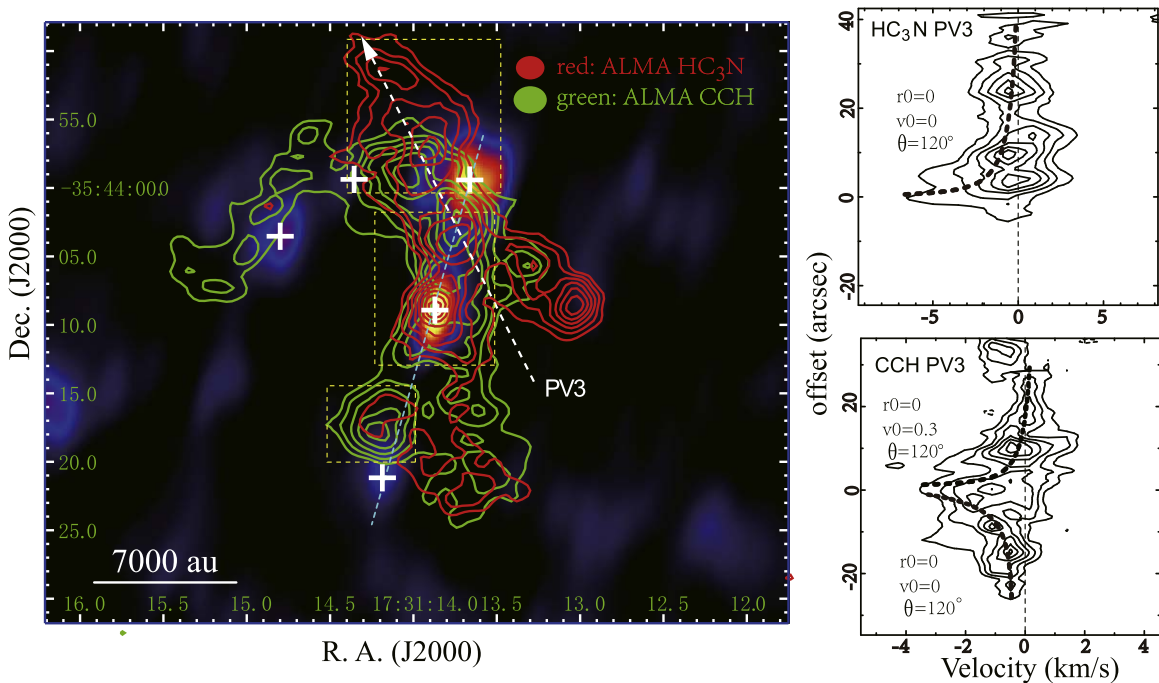 red: ALMA HC3N
green: ALMA CCH
55.0
-35:44:00.0
05.0
10.0
15.0
20.0
25.0
Dec. (J2000)
PV3
7000 au
16.0 15.5 15.0 14.5 17:31:14.0 13.5 13.0 12.5 12.0
R. A. (J2000)
offset (arcsec)
HC3N PV3
r0=0
v0=0
θ=120°
40
20
0
-20
-5 0 5
CCH PV3
r0=0
v0=0.3
θ=120°
20
0
-20
r0=0
v0=0
θ=120°
-4 -2 0 2 4
Velocity (km/s)